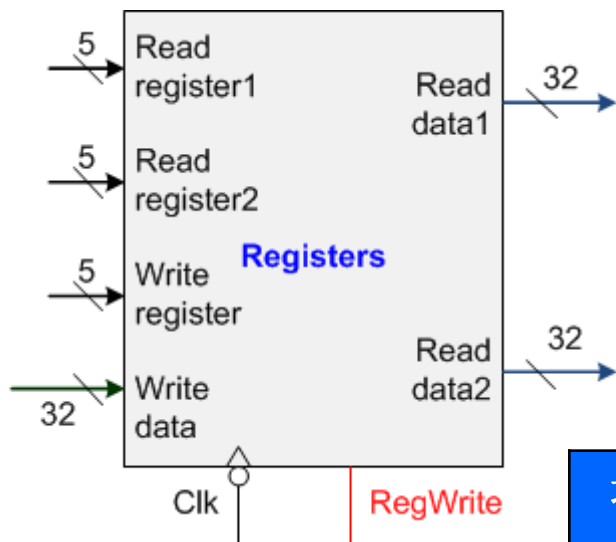 5
Read
register1
Read
data1
32
5
Read
register2
Registers
5
Write
register
Read
data2
32
32
Write
data
Clk
RegWrite